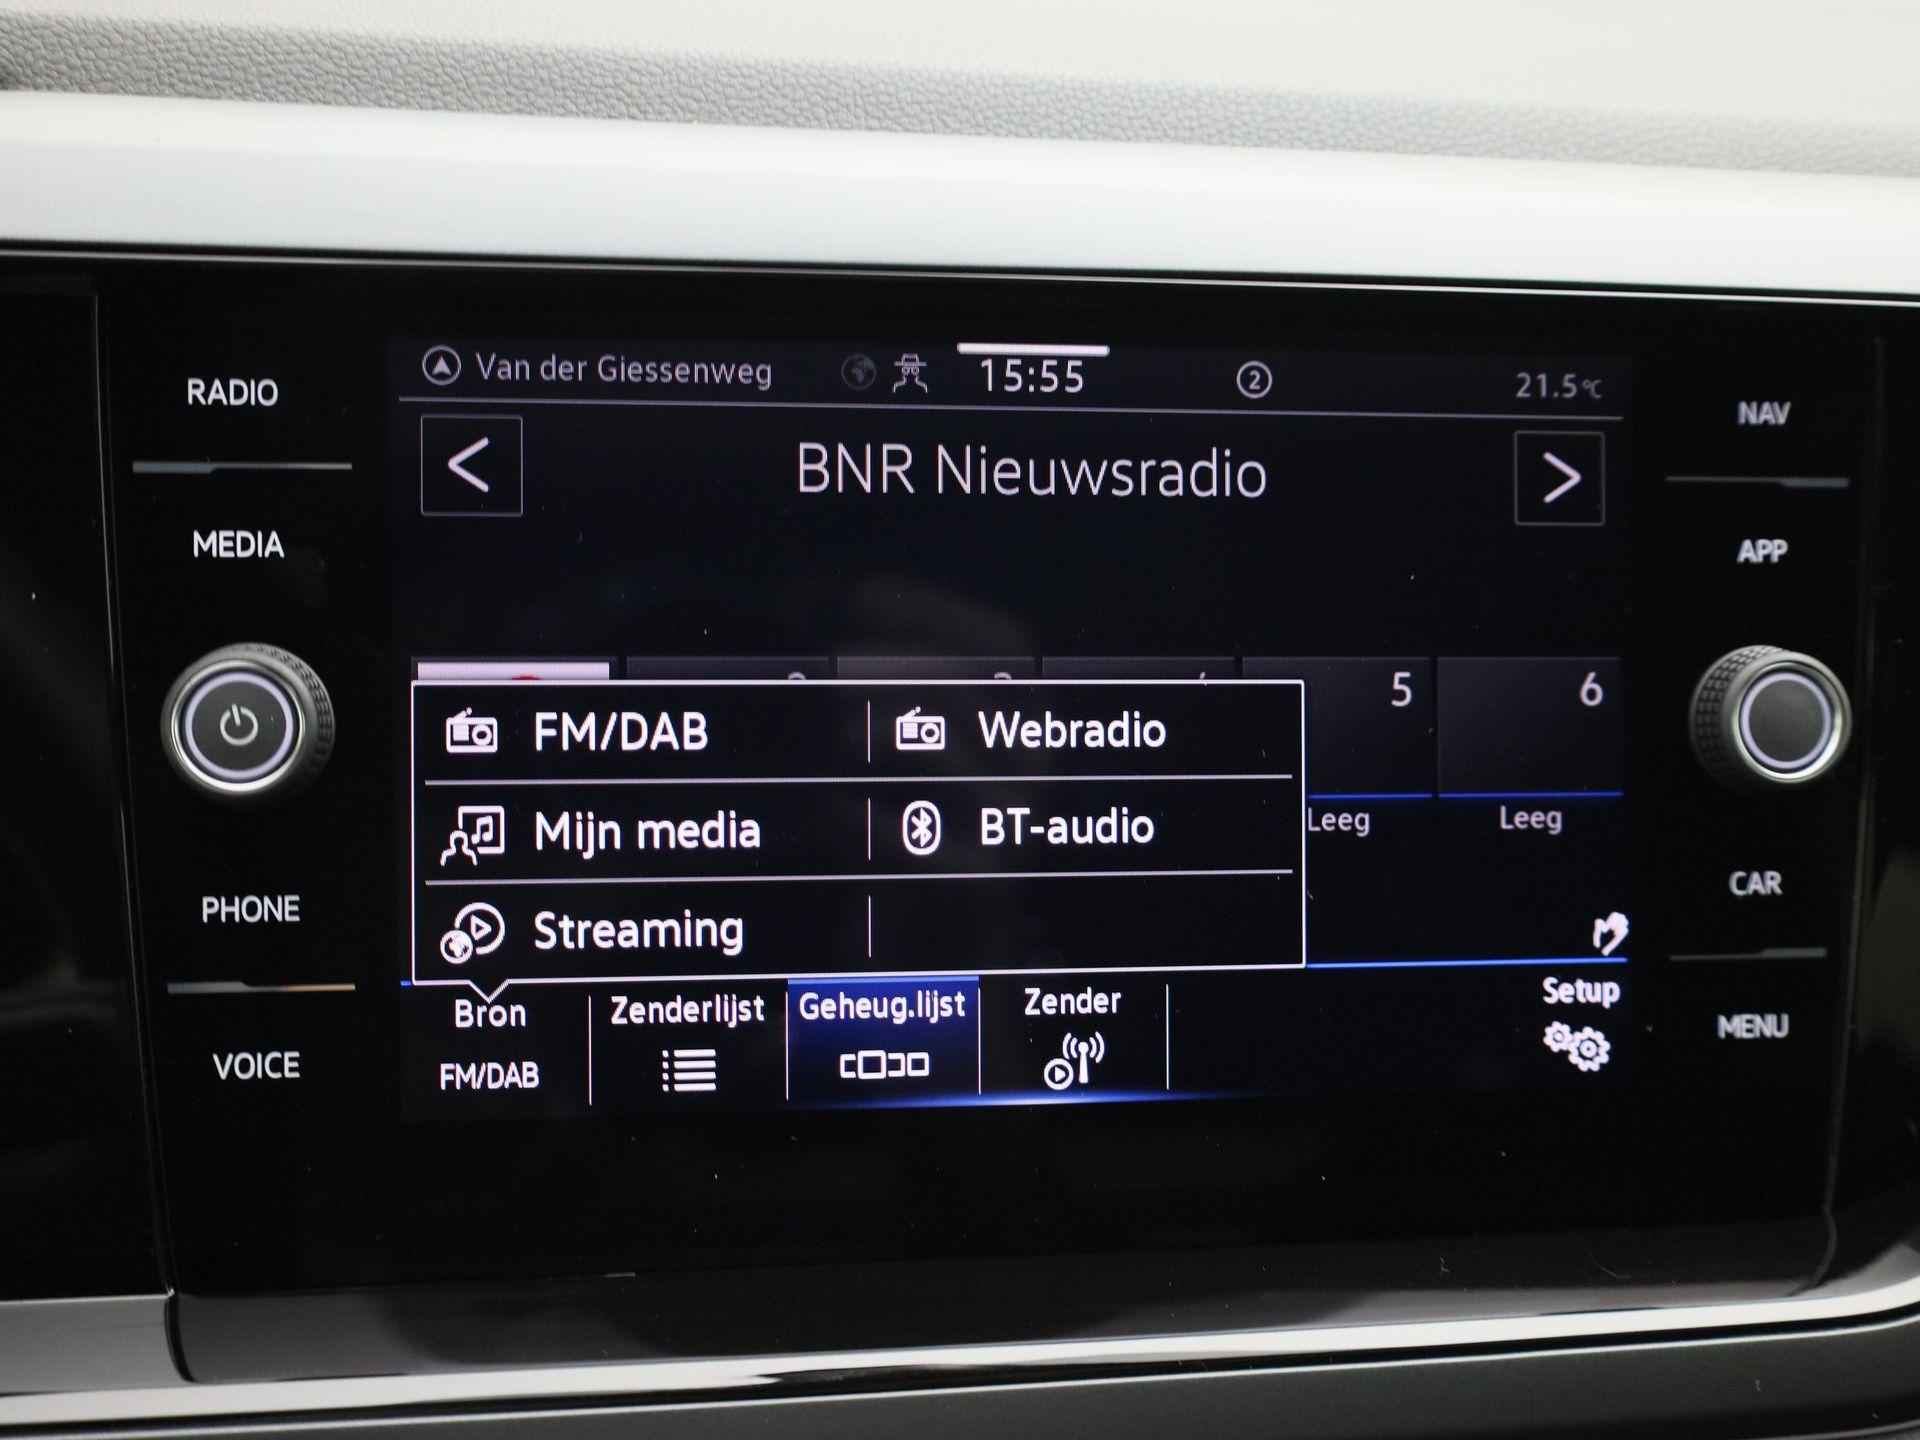 RADIO
MEDIA
PHONE
VOICE
Van der Giessenweg 15:55 2 21.5°C
< BNR Nieuwsradio >
5 6
FM/DAB Webradio
Mijn media BT-audio
Streaming
Leeg Leeg
Bron Zenderlijst Geheug.lijst Zender Setup
FM/DAB
NAV
APP
CAR
MENU